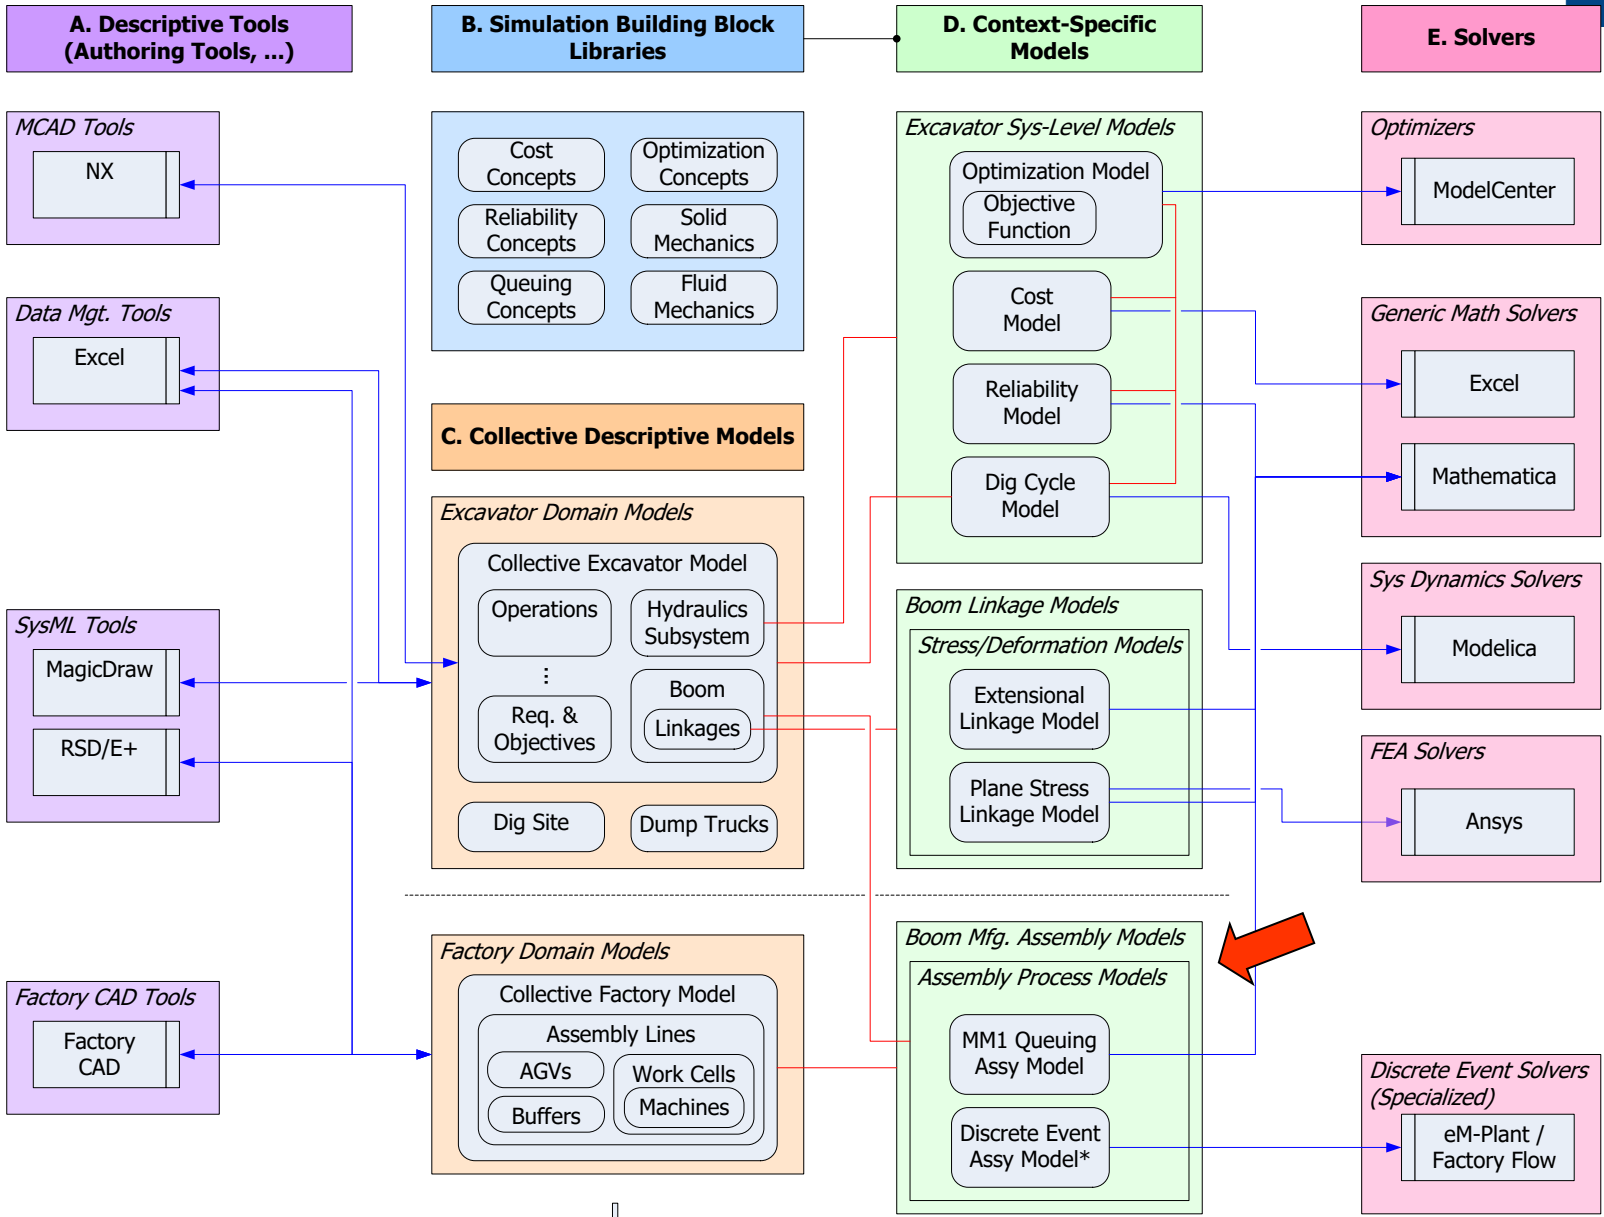 A. Descriptive Tools
(Authoring Tools, ...)
B. Simulation Building Block
Libraries
D. Context-Specific
Models
E. Solvers
MCAD Tools
NX
Data Mgt. Tools
Excel
SysML Tools
MagicDraw
RSD/E+
Factory CAD Tools
Factory
CAD
Cost
Concepts
Optimization
Concepts
Reliability
Concepts
Solid
Mechanics
Queuing
Concepts
Fluid
Mechanics
C. Collective Descriptive Models
Excavator Domain Models
Collective Excavator Model
Operations
⋮
Req. &
Objectives
Hydraulics
Subsystem
Boom
Linkages
Dig Site
Dump Trucks
Factory Domain Models
Collective Factory Model
Assembly Lines
AGVs
Buffers
Work Cells
Machines
Excavator Sys-Level Models
Optimization Model
Objective
Function
Cost
Model
Reliability
Model
Dig Cycle
Model
Boom Linkage Models
Stress/Deformation Models
Extensional
Linkage Model
Plane Stress
Linkage Model
Boom Mfg. Assembly Models
Assembly Process Models
MM1 Queuing
Assy Model
Discrete Event
Assy Model*
Optimizers
ModelCenter
Generic Math Solvers
Excel
Mathematica
Sys Dynamics Solvers
Modelica
FEA Solvers
Ansys
Discrete Event Solvers
(Specialized)
eM-Plant /
Factory Flow